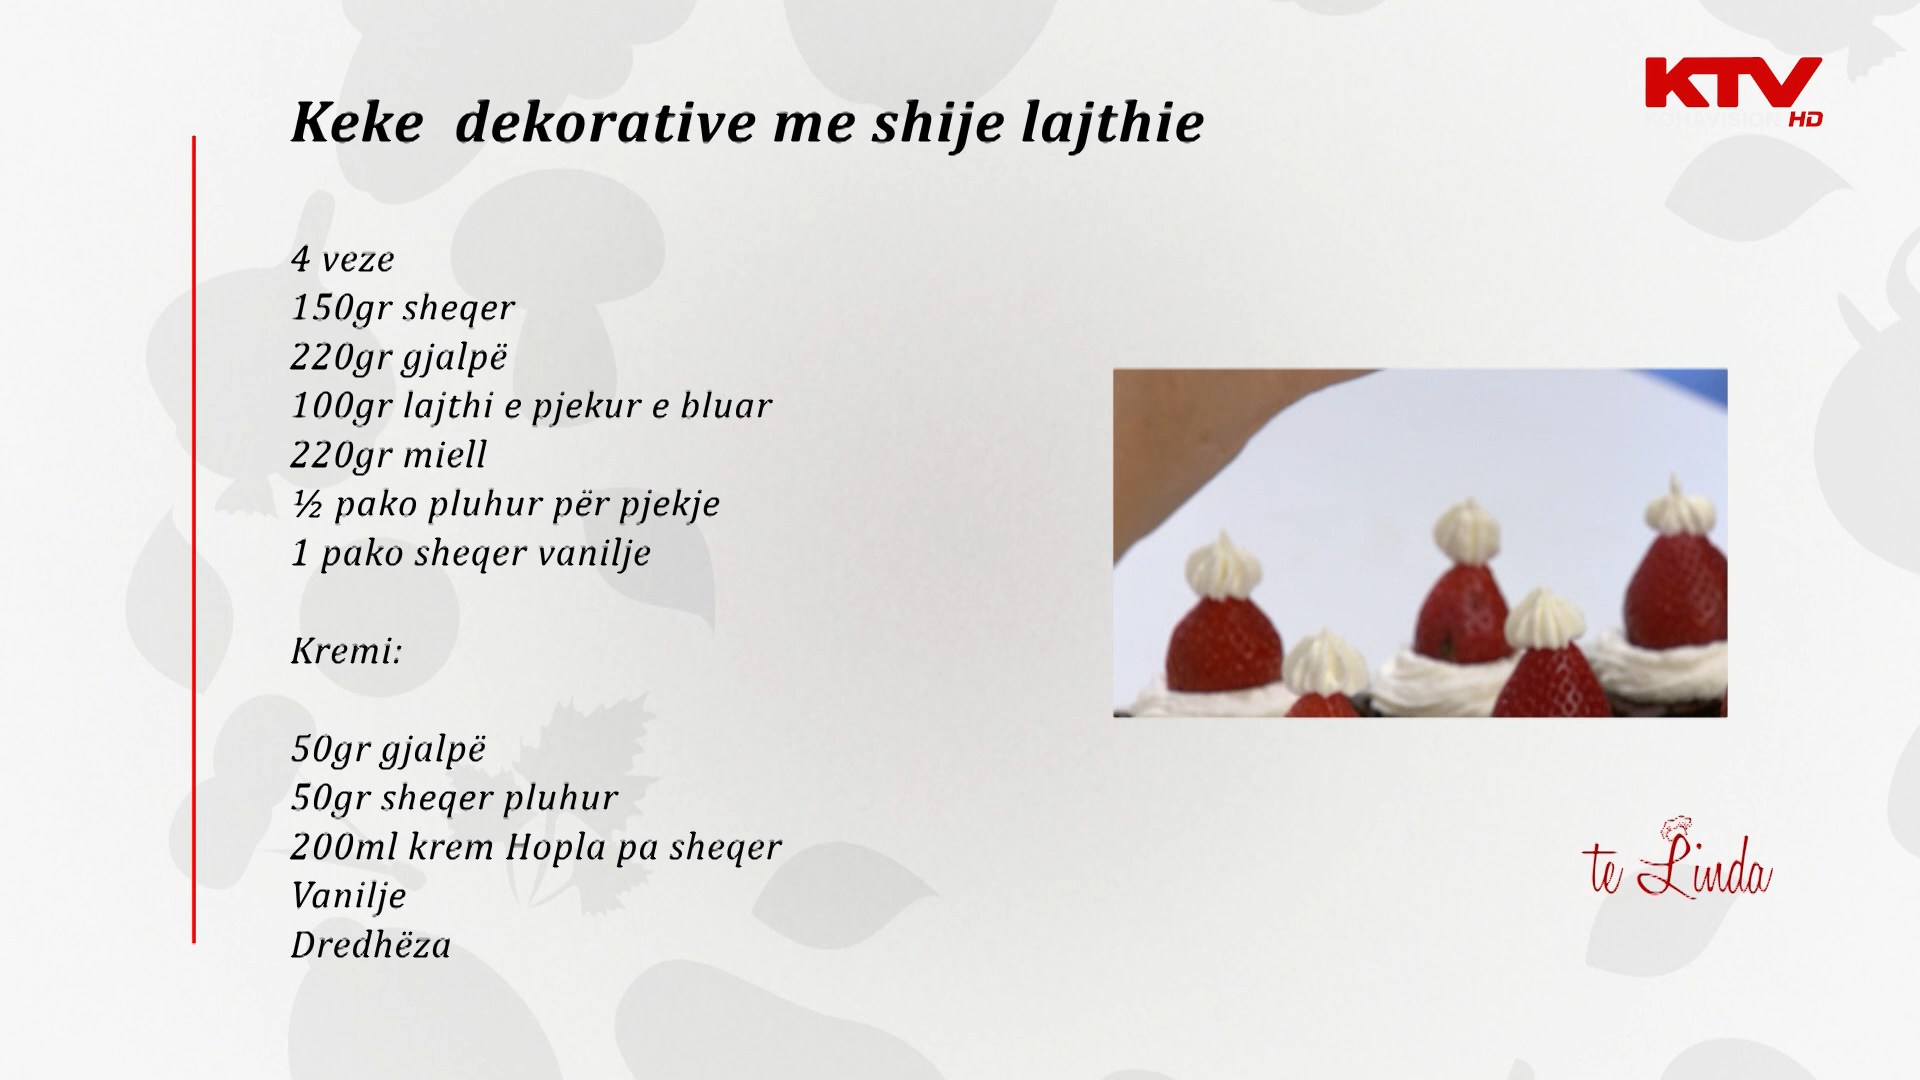 KTV
HD
Keke dekorative me shije lajthie
4 veze
150gr sheqer
220gr gjalpë
100gr lajthi e pjekur e bluar
220gr miell
½ pako pluhur për pjekje
1 pako sheqer vanilje
Kremi:
50gr gjalpë
50gr sheqer pluhur
200ml krem Hopla pa sheqer
Vanilje
Dredhëza
te Linda